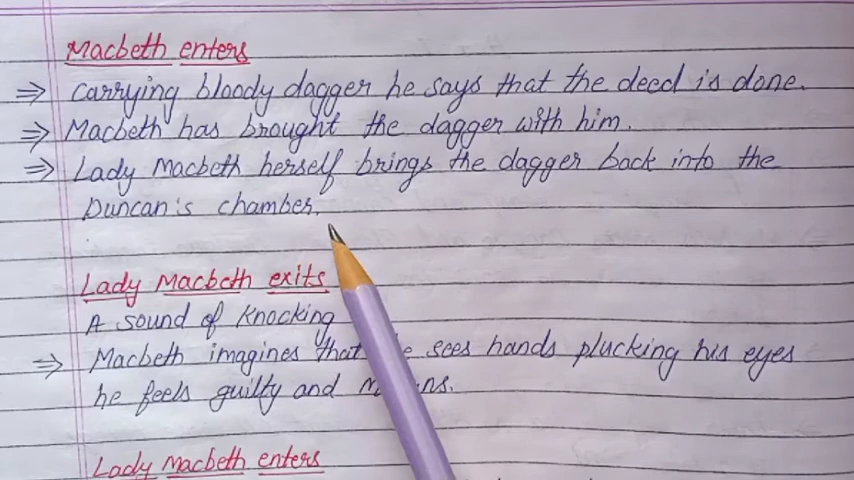 Macbeth enters
⇒ Carrying bloody dagger he says that the deed is done.
⇒ Macbeth has brought the dagger with him.
⇒ Lady Macbeth herself brings the dagger back into the
Duncan's chamber.
Lady Macbeth exits
A sound of knocking
⇒ Macbeth imagines that sees hands plucking his eyes
he feels guilty and
Lady Macbeth enters